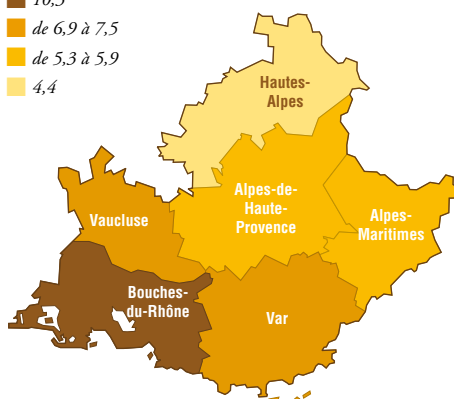 de 6,9 à 7,5
de 5,3 à 5,9
4,4
Hautes-
Alpes
Alpes-de-
Haute-
Provence
Alpes-
Maritimes
Vaucluse
Bouches-
du-Rhône
Var